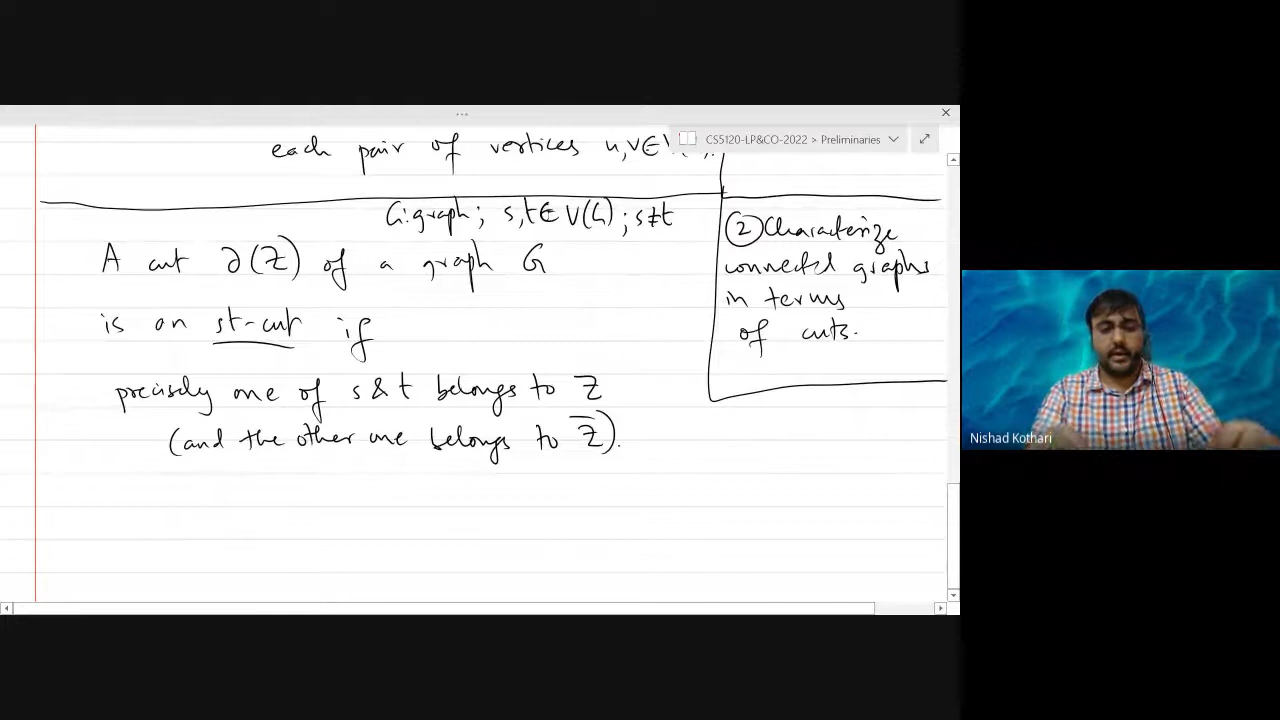 CS5120-LP&CO-2022 > Preliminaries
each pair of vertices u,v∈
G:graph; s,t∈V(G); s≠t
A cut ∂(Z) of a graph G
is an st-cut if
precisely one of s & t belongs to Z
(and the other one belongs to Z̅).
② Characterize
connected graphs
in terms
of cuts.
Nishad Kothari